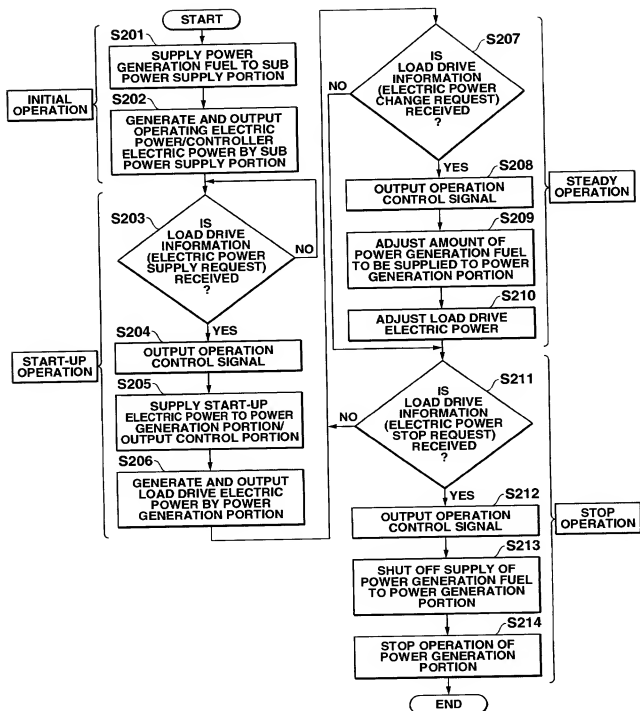 START
S201
SUPPLY POWER
GENERATION FUEL TO SUB
POWER SUPPLY PORTION
INITIAL
OPERATION
S202
GENERATE AND OUTPUT
OPERATING ELECTRIC
POWER/CONTROLLER
ELECTRIC POWER BY SUB
POWER SUPPLY PORTION
S203
IS
LOAD DRIVE
INFORMATION
(ELECTRIC POWER
SUPPLY REQUEST)
RECEIVED
?
NO
YES
START-UP
OPERATION
S204
OUTPUT OPERATION
CONTROL SIGNAL
S205
SUPPLY START-UP
ELECTRIC POWER TO POWER
GENERATION PORTION/
OUTPUT CONTROL PORTION
S206
GENERATE AND OUTPUT
LOAD DRIVE ELECTRIC
POWER BY POWER
GENERATION PORTION
S207
IS
LOAD DRIVE
INFORMATION
(ELECTRIC POWER
CHANGE REQUEST)
RECEIVED
?
NO
YES
STEADY
OPERATION
S208
OUTPUT OPERATION
CONTROL SIGNAL
S209
ADJUST AMOUNT OF
POWER GENERATION FUEL
TO BE SUPPLIED TO POWER
GENERATION PORTION
S210
ADJUST LOAD DRIVE
ELECTRIC POWER
S211
IS
LOAD DRIVE
INFORMATION
(ELECTRIC POWER
STOP REQUEST)
RECEIVED
?
NO
YES
STOP
OPERATION
S212
OUTPUT OPERATION
CONTROL SIGNAL
S213
SHUT OFF SUPPLY OF
POWER GENERATION FUEL
TO POWER GENERATION
PORTION
S214
STOP OPERATION OF
POWER GENERATION
PORTION
END